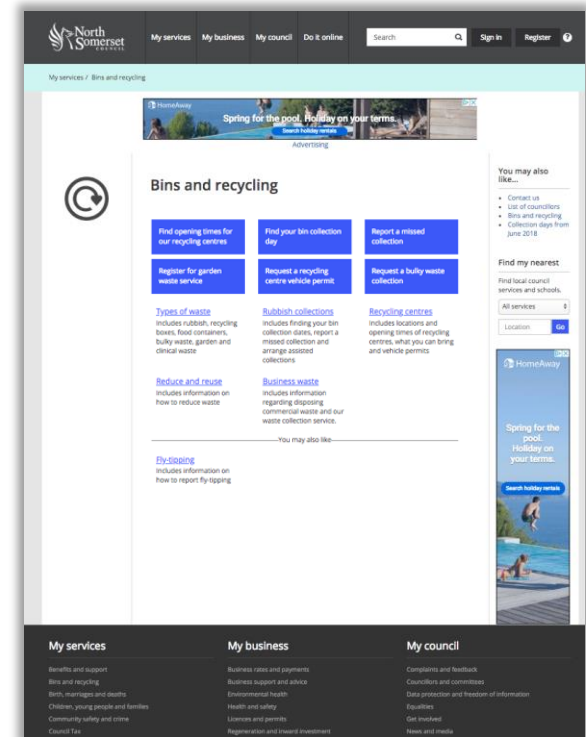 North
Somerset
COUNCIL
My services
My business
My council
Do it online
Search
Sign in
Register
?
My services / Bins and recycling
HomeAway
Spring for the pool. Holiday on your terms.
Search holiday rentals
Advertising
Bins and recycling
Find opening times for
our recycling centres
Find your bin collection
day
Report a missed
collection
Register for garden
waste service
Request a recycling
centre vehicle permit
Request a bulky waste
collection
Types of waste
Includes rubbish, recycling
boxes, food containers,
bulky waste, garden and
clinical waste
Rubbish collections
Includes finding your bin
collection dates, report a
missed collection and
arrange assisted
collections
Recycling centres
Includes locations and
opening times of recycling
centres, what you can bring
and vehicle permits
Reduce and reuse
Includes information on
how to reduce waste
Business waste
Includes information
regarding disposing
commercial waste and our
waste collection service.
You may also like
Fly-tipping
Includes information on
how to report fly-tipping
You may also
like...
Contact us
List of councillors
Bins and recycling
Collection days from
June 2018
Find my nearest
Find local council
services and schools.
All services
Location
Go
HomeAway
Spring for the
pool.
Holiday on
your terms.
Search holiday rentals
My services
Benefits and support
Bins and recycling
Birth, marriages and deaths
Children, young people and families
Community safety and crime
Council Tax
My business
Business rates and payments
Business support and advice
Environmental health
Health and safety
Licences and permits
Regeneration and inward investment
My council
Complaints and feedback
Councillors and committees
Data protection and freedom of information
Equalities
Get involved
News and media